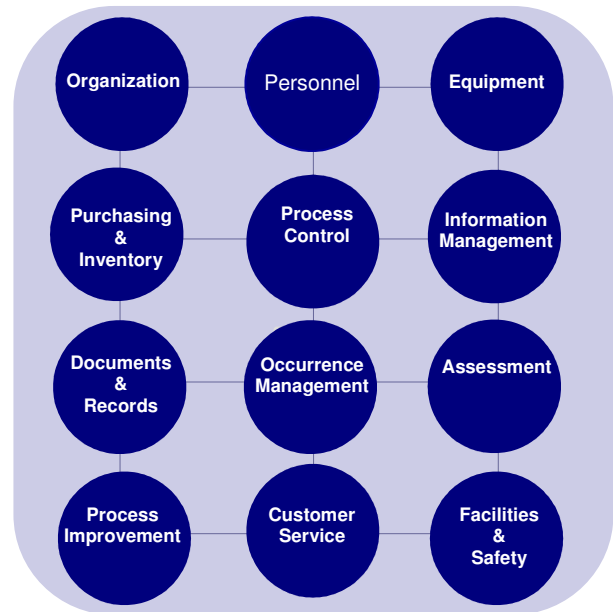 Organization
Personnel
Equipment
Purchasing
&
Inventory
Process
Control
Information
Management
Documents
&
Records
Occurrence
Management
Assessment
Process
Improvement
Customer
Service
Facilities
&
Safety